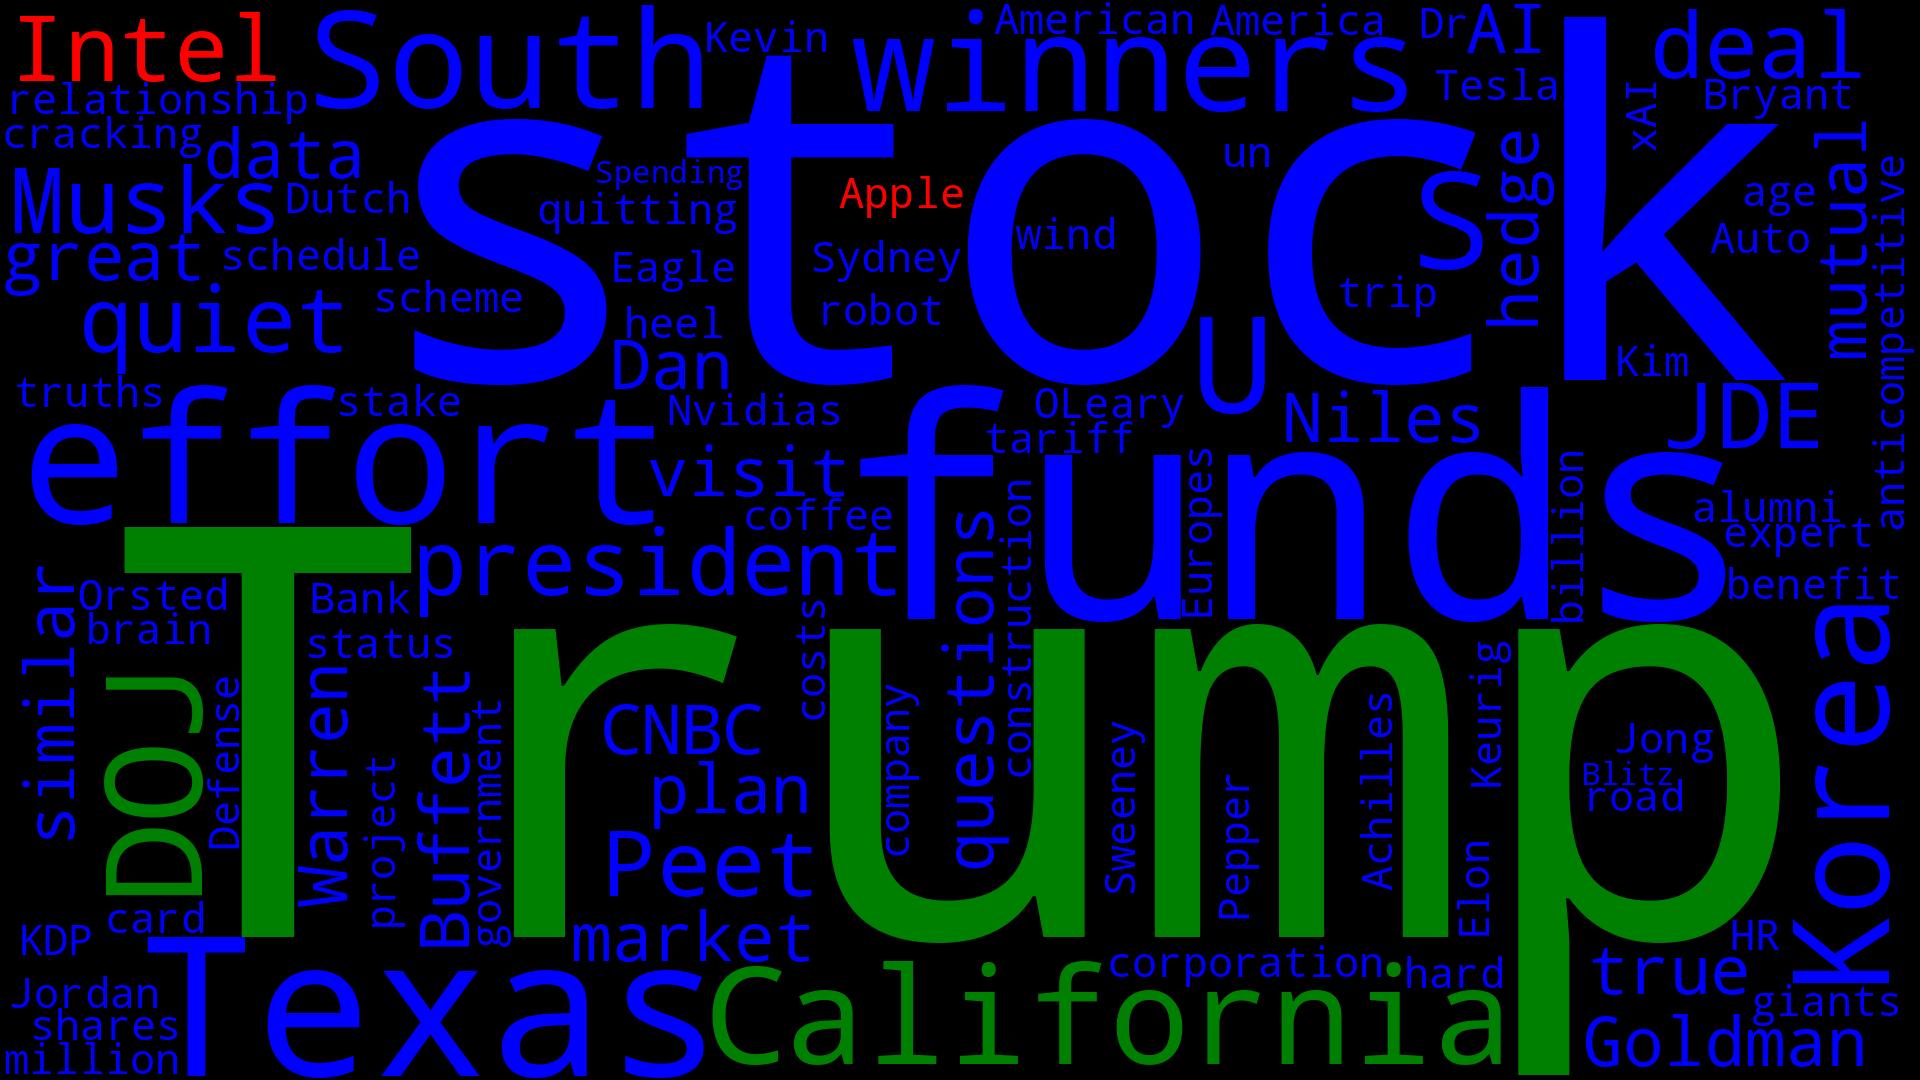 Intel
South
Kevin
winners
American
America
Dr
AI
deal
relationship
Tesla
xAI
Bryant
cracking
data
stock
Spending
un
hedge
mutual
anticompetitive
Musks
Dutch
quitting
Apple
wind
S
age
great
schedule
Eagle
Sydney
trip
Auto
quiet
scheme
heel
robot
U
Kim
Dan
truths
effort
stake
Nvidias
funds
OLeary
tariff
Niles
JDE
visit
coffee
Europes
billion
alumni
expert
president
questions
construction
benefit
similar
Orsted
brain
Bank
status
Trump
costs
Korea
DOJ
Defense
Warren
project
Buffett
government
CNBC
plan
company
Sweeney
Pepper
Achilles
Keurig
Elon
Jong
Blitz
road
Peet
card
KDP
market
HR
Jordan
shares
million
Texas
California
corporation
hard
true
giants
Goldman